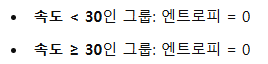 • 속도 < 30인 그룹: 엔트로피 = 0
• 속도 ≥ 30인 그룹: 엔트로피 = 0